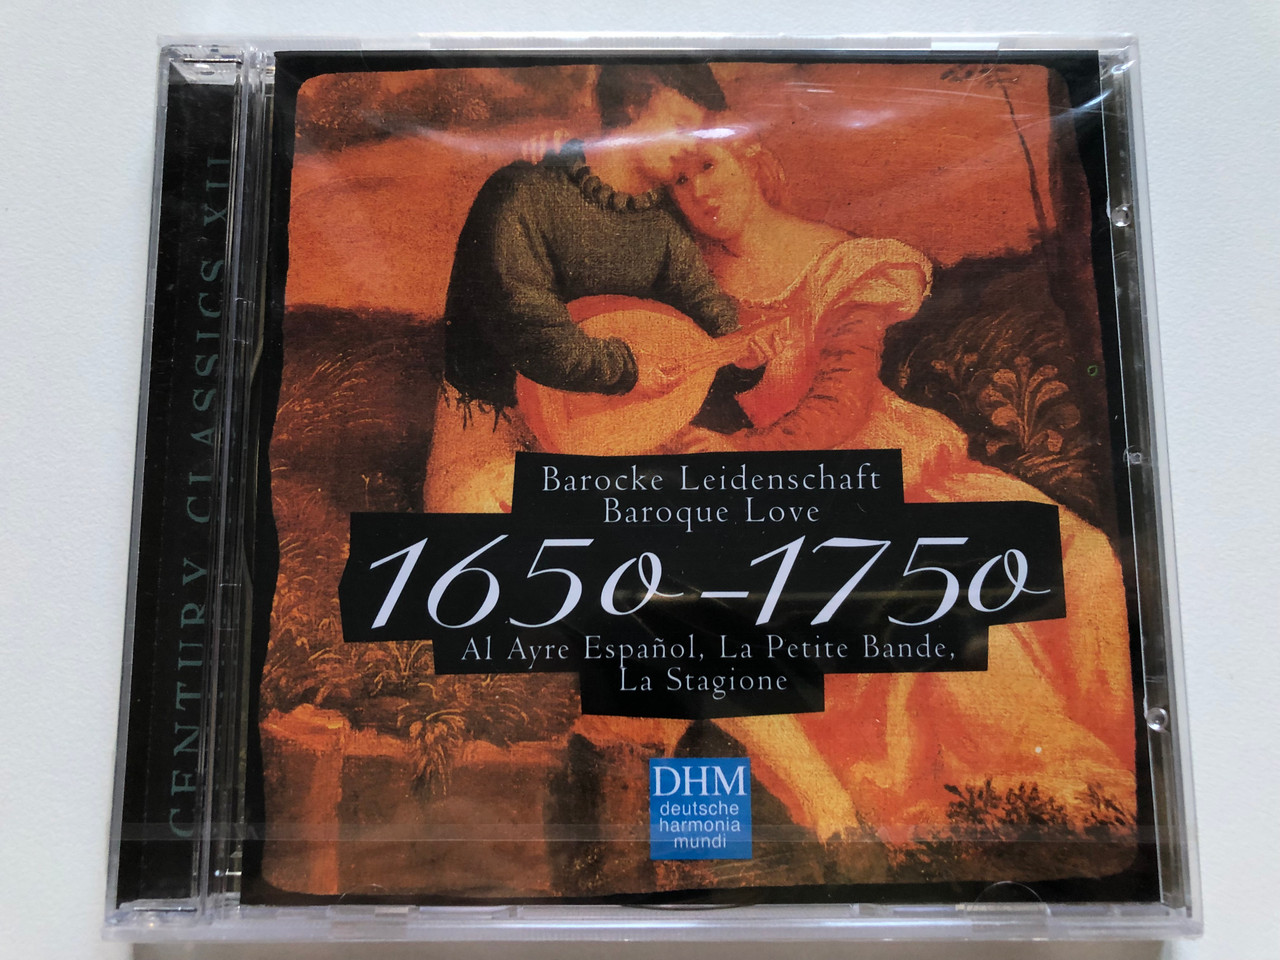 CENTURY CLASSICS XII
Barocke Leidenschaft
Baroque Love
1650–1750
Al Ayre Español, La Petite Bande,
La Stagione
DHM
deutsche
harmonia
mundi